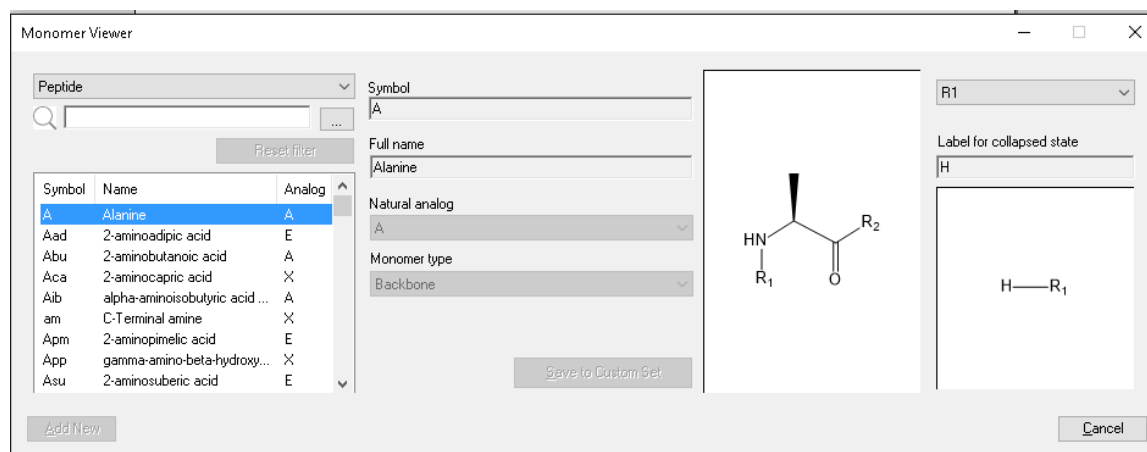 Monomer Viewer
Peptide
...
Reset filter
Symbol Name Analog
A Alanine A
Aad 2-aminoadipic acid E
Abu 2-aminobutanoic acid A
Aca 2-aminocapric acid X
Aib alpha-aminoisobutyric acid ... A
am C-Terminal amine X
Apm 2-aminopimelic acid E
App gamma-amino-beta-hydroxy... X
Asu 2-aminosuberic acid E
Add New
Symbol
A
Full name
Alanine
Natural analog
A
Monomer type
Backbone
Save to Custom Set
R2
HN
R1
O
R1
Label for collapsed state
H
H R1
Cancel